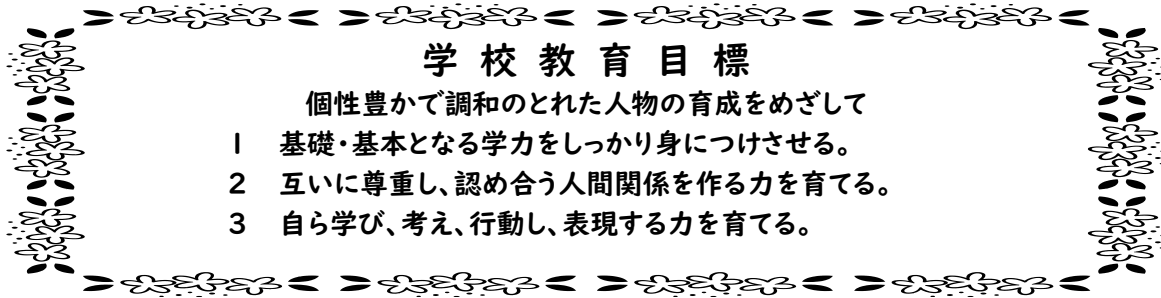 学校教育目標
個性豊かで調和のとれた人物の育成をめざして
1 基礎・基本となる学力をしっかり身につけさせる。
2 互いに尊重し、認め合う人間関係を作る力を育てる。
3 自ら学び、考え、行動し、表現する力を育てる。